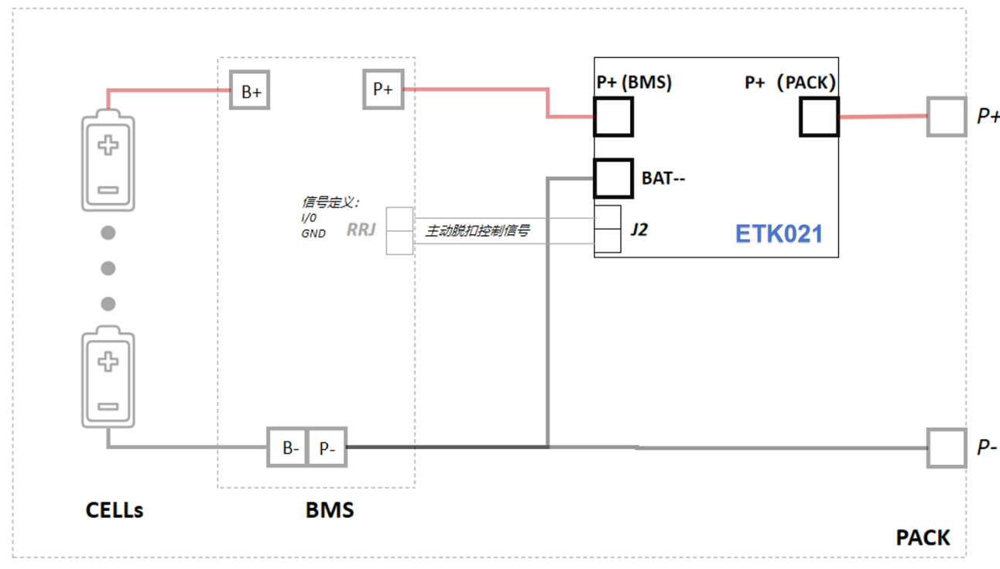 P+ (BMS)
P+ （PACK）
B+
P+
P+
BAT--
信号定义：
I/0
GND
RRJ
主动脱扣控制信号
J2
ETK021
B-
P-
P-
CELLs
BMS
PACK